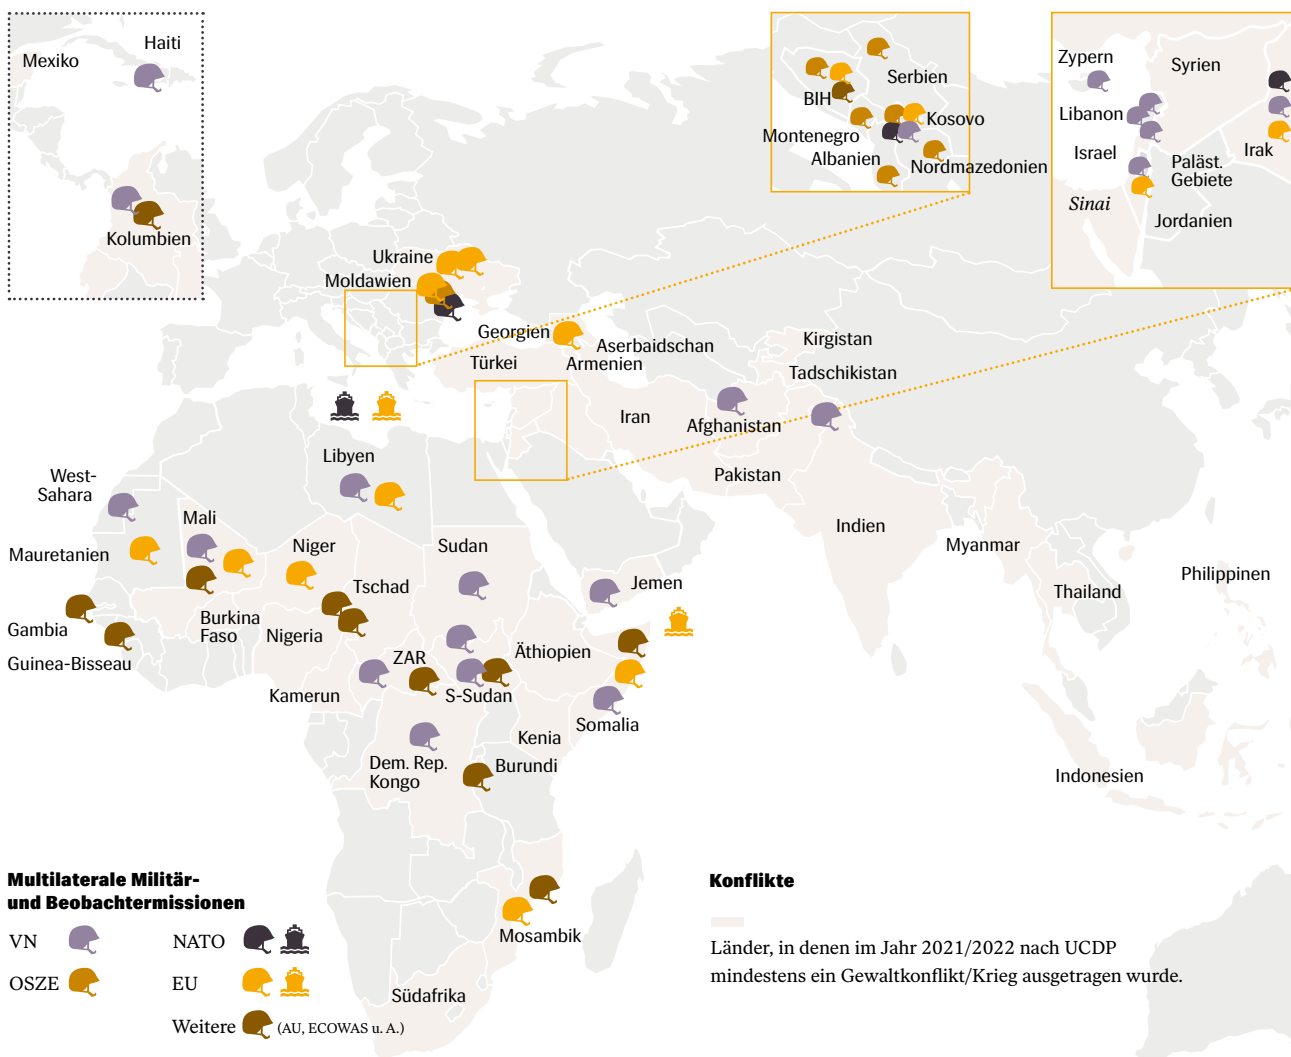 Haiti
Mexiko
Kolumbien
Serbien
BIH
Kosovo
Montenegro
Albanien
Nordmazedonien
Zypern
Syrien
Libanon
Israel
Irak
Paläst.
Gebiete
Sinai
Jordanien
Ukraine
Moldawien
Georgien
Aserbaidschan
Armenien
Türkei
Kirgistan
Tadschikistan
Iran
Afghanistan
Pakistan
Indien
Myanmar
Thailand
Philippinen
Indonesien
Libyen
West-
Sahara
Mali
Mauretanien
Niger
Sudan
Tschad
Jemen
Gambia
Burkina
Faso
Nigeria
Guinea-Bissau
ZAR
Äthiopien
Kamerun
S-Sudan
Somalia
Kenia
Dem. Rep.
Kongo
Burundi
Mosambik
Südafrika
Multilaterale Militär-
und Beobachtermissionen
VN
NATO
OSZE
EU
Weitere (AU, ECOWAS u. A.)
Konflikte
Länder, in denen im Jahr 2021/2022 nach UCDP
mindestens ein Gewaltkonflikt/Krieg ausgetragen wurde.